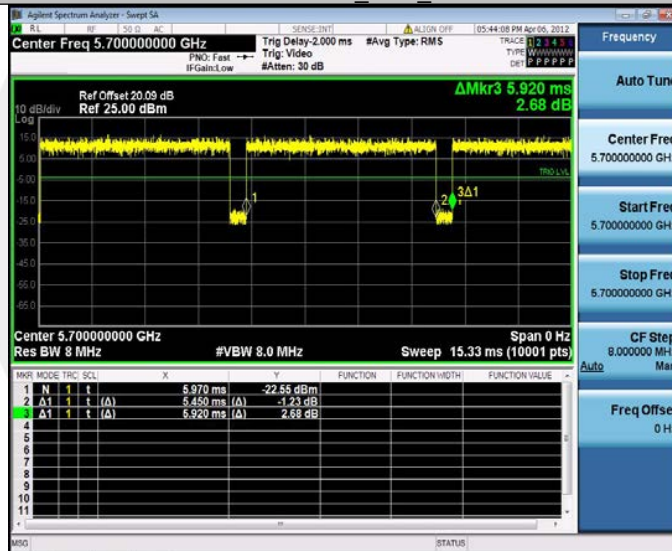 Agilent Spectrum Analyzer - Swept SA
RL RF 50 Ω AC SENSE:INT ALIGN OFF 05:44:08 PM Apr 06, 2012
Center Freq 5.700000000 GHz
PNO: Fast
IFGain:Low
Trig Delay-2.000 ms
Trig: Video
#Atten: 30 dB
#Avg Type: RMS
TRACE 1 2 3 4 5 6
TYPE WWWWWW
DET P P P P P P
Frequency
Auto Tune
Ref Offset 20.09 dB
10 dB/div Ref 25.00 dBm
ΔMkr3 5.920 ms
2.68 dB
Log
15.0
5.00
-5.00
-15.0
-25.0
-35.0
-45.0
-55.0
-65.0
TRIG LVL
1
2
3Δ1
Center Freq
5.700000000 GH
Start Freq
5.700000000 GH
Stop Freq
5.700000000 GH
CF Step
8.000000 MH
Auto Man
Freq Offse
0 H
Center 5.700000000 GHz Span 0 Hz
Res BW 8 MHz #VBW 8.0 MHz Sweep 15.33 ms (10001 pts)
MKR MODE TRC SCL X Y FUNCTION FUNCTION WIDTH FUNCTION VALUE
1 N 1 t 5.970 ms -22.55 dBm
2 Δ1 1 t (Δ) 5.450 ms (Δ) -1.23 dB
3 Δ1 1 t (Δ) 5.920 ms (Δ) 2.68 dB
4
5
6
7
8
9
10
11
MSG STATUS